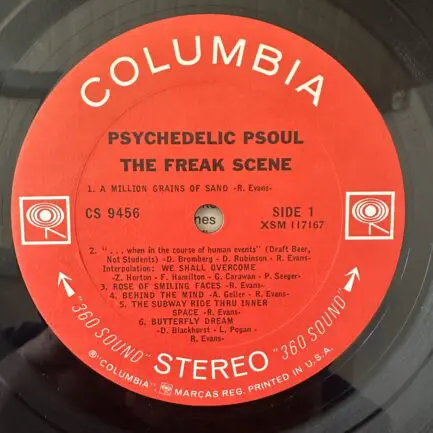 COLUMBIA
PSYCHEDELIC PSOUL
THE FREAK SCENE
1. A MILLION GRAINS OF SAND -R. Evans-
CS 9456
nes
SIDE 1
XSM 117167
2. ". . . when in the course of human events" (Draft Beer,
Not Students) -D. Bromberg - D. Rubinson - R. Evans-
Interpolation: WE SHALL OVERCOME
-Z. Horton - F. Hamilton - G. Carawan - P. Seeger-
3. ROSE OF SMILING FACES - R. Evans-
4. BEHIND THE MIND -A. Geller - R. Evans-
5. THE SUBWAY RIDE THRU INNER
SPACE -R. Evans-
6. BUTTERFLY DREAM
-D. Blackhurst - L. Pogan -
R. Evans-
"360 SOUND" STEREO "360 SOUND"
℗"COLUMBIA", MARCAS REG. PRINTED IN U.S.A.